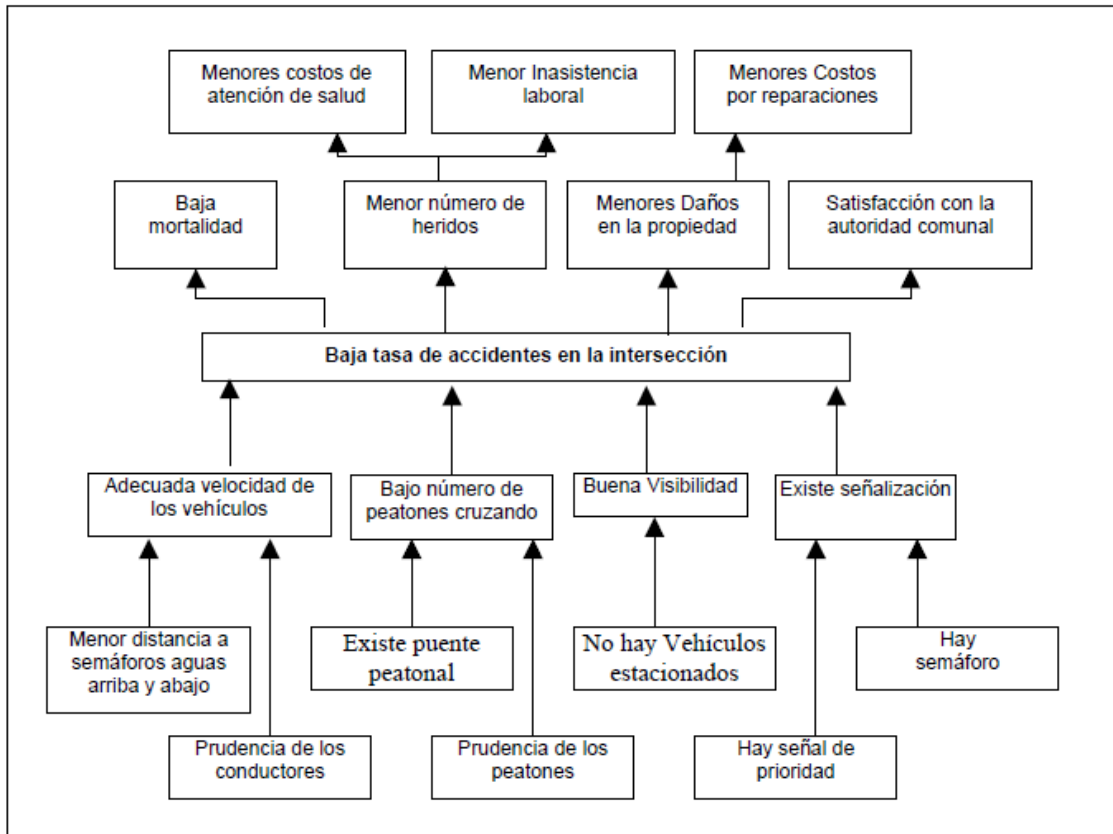 Menores costos de
atención de salud
Menor Inasistencia
laboral
Menores Costos
por reparaciones
Baja
mortalidad
Menor número de
heridos
Menores Daños
en la propiedad
Satisfacción con la
autoridad comunal
Baja tasa de accidentes en la intersección
Adecuada velocidad de
los vehículos
Bajo número de
peatones cruzando
Buena Visibilidad
Existe señalización
Menor distancia a
semáforos aguas
arriba y abajo
Existe puente
peatonal
No hay Vehículos
estacionados
Hay
semáforo
Prudencia de los
conductores
Prudencia de los
peatones
Hay señal de
prioridad